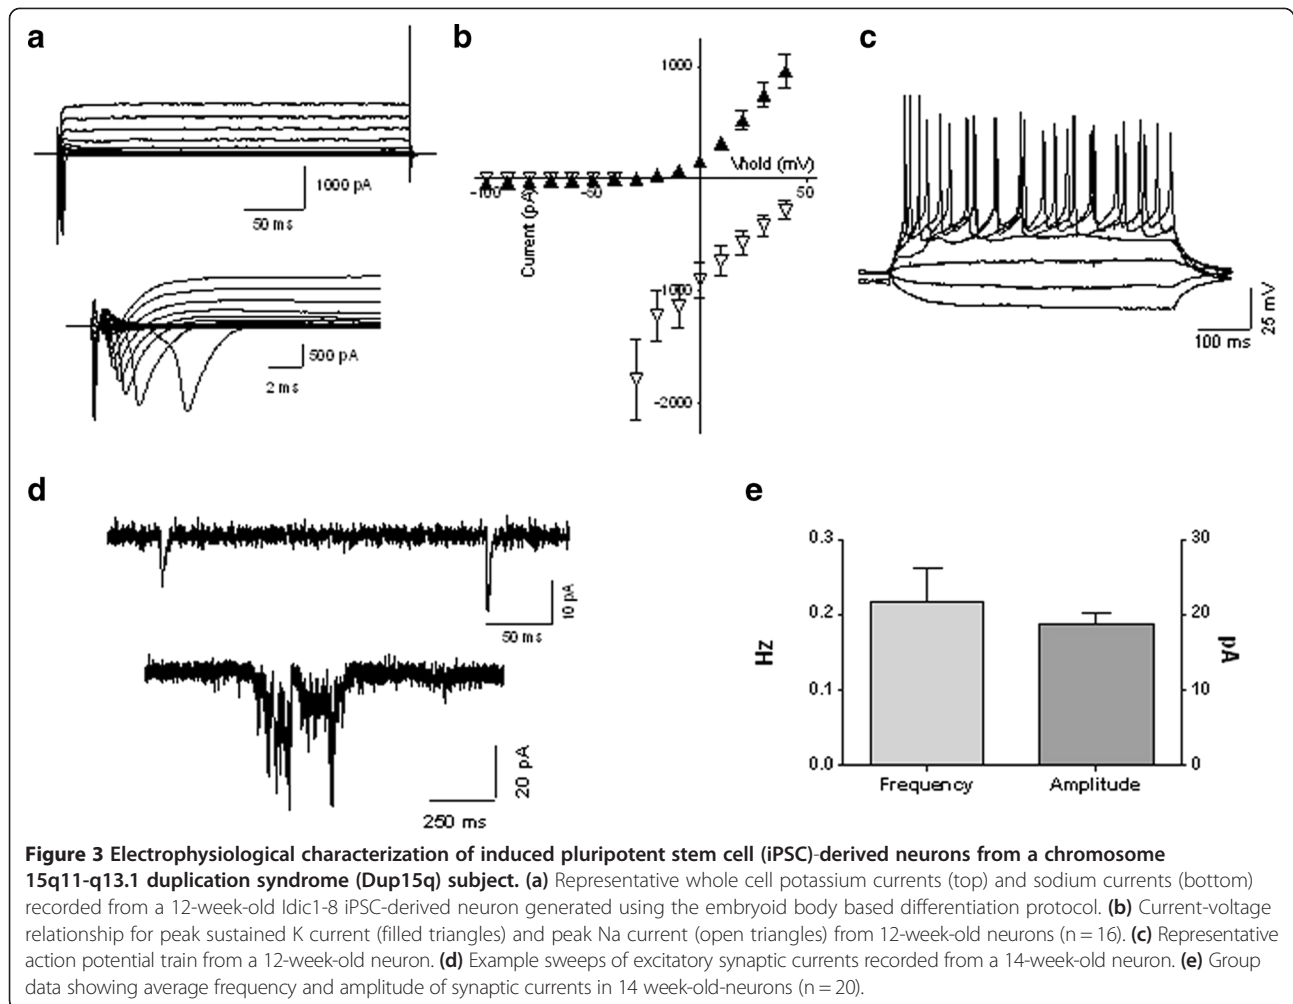 a
b
c
1000 pA
50 ms
500 pA
2 ms
1000
Vhold (mV)
-100
-50
50
Current (pA)
-1000
-2000
25 mV
100 ms
d
e
10 pA
50 ms
20 pA
250 ms
0.3
30
0.2
20
Hz
pA
0.1
10
0.0
0
Frequency
Amplitude
Figure 3 Electrophysiological characterization of induced pluripotent stem cell (iPSC)-derived neurons from a chromosome
15q11-q13.1 duplication syndrome (Dup15q) subject. (a) Representative whole cell potassium currents (top) and sodium currents (bottom)
recorded from a 12-week-old Idic1-8 iPSC-derived neuron generated using the embryoid body based differentiation protocol. (b) Current-voltage
relationship for peak sustained K current (filled triangles) and peak Na current (open triangles) from 12-week-old neurons (n = 16). (c) Representative
action potential train from a 12-week-old neuron. (d) Example sweeps of excitatory synaptic currents recorded from a 14-week-old neuron. (e) Group
data showing average frequency and amplitude of synaptic currents in 14 week-old-neurons (n = 20).